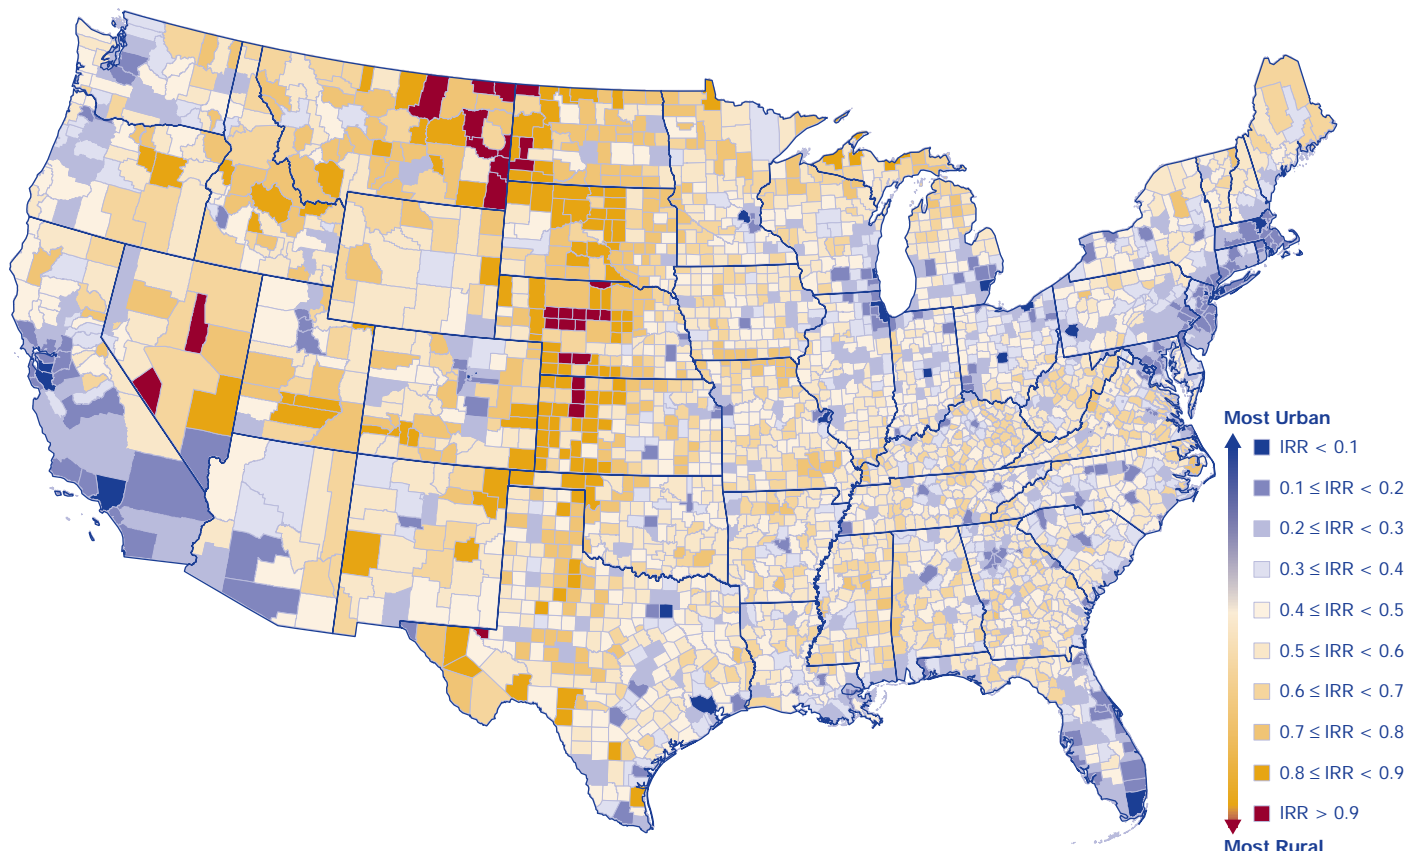 Most Urban
IRR < 0.1
0.1 ≤ IRR < 0.2
0.2 ≤ IRR < 0.3
0.3 ≤ IRR < 0.4
0.4 ≤ IRR < 0.5
0.5 ≤ IRR < 0.6
0.6 ≤ IRR < 0.7
0.7 ≤ IRR < 0.8
0.8 ≤ IRR < 0.9
IRR > 0.9
Most Rural